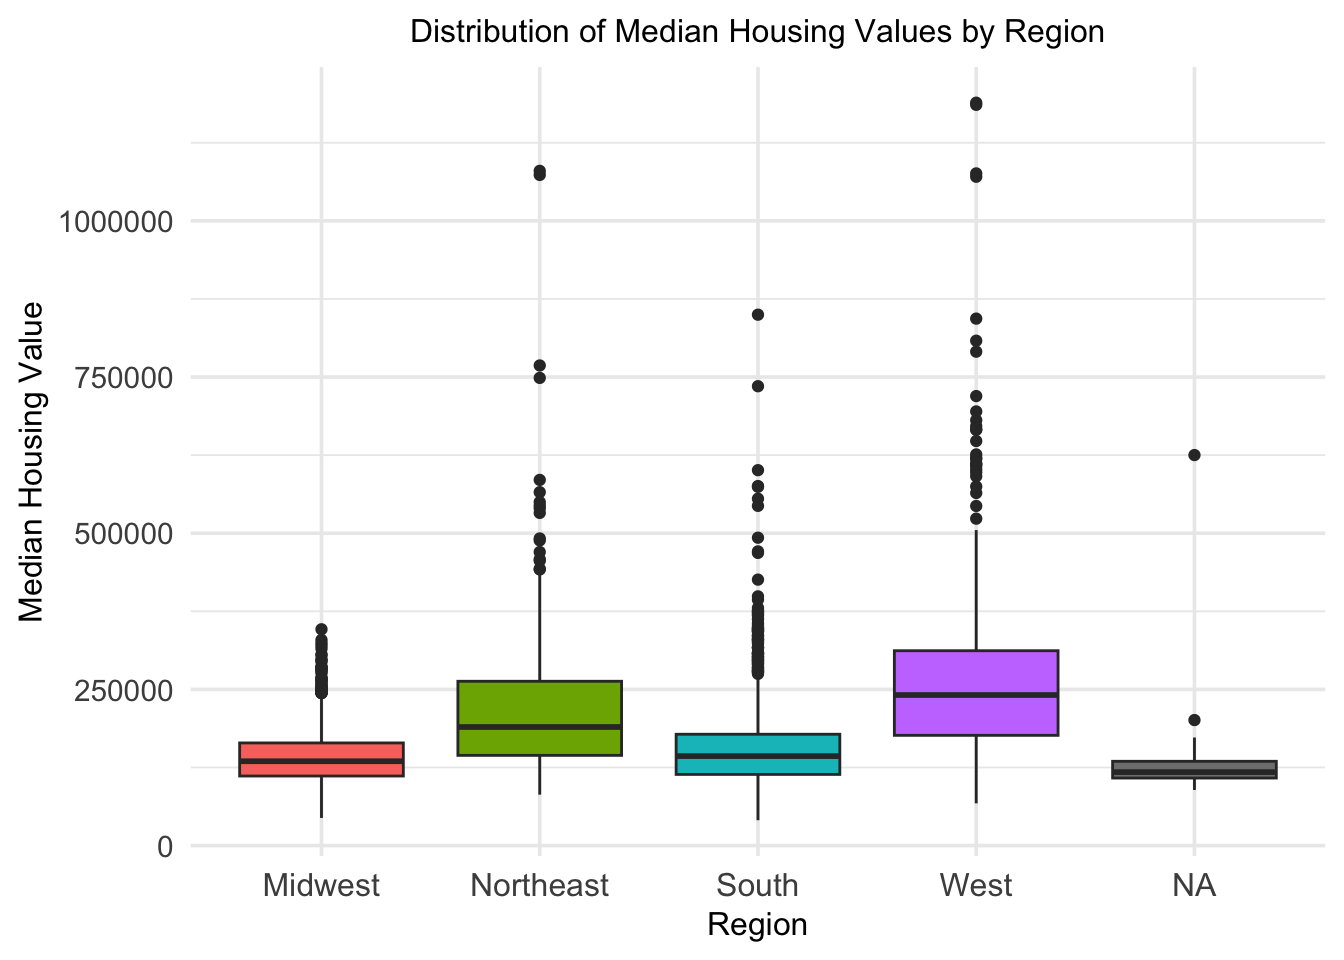 Distribution of Median Housing Values by Region
Median Housing Value
1000000
750000
500000
250000
0
Midwest Northeast South West NA
Region